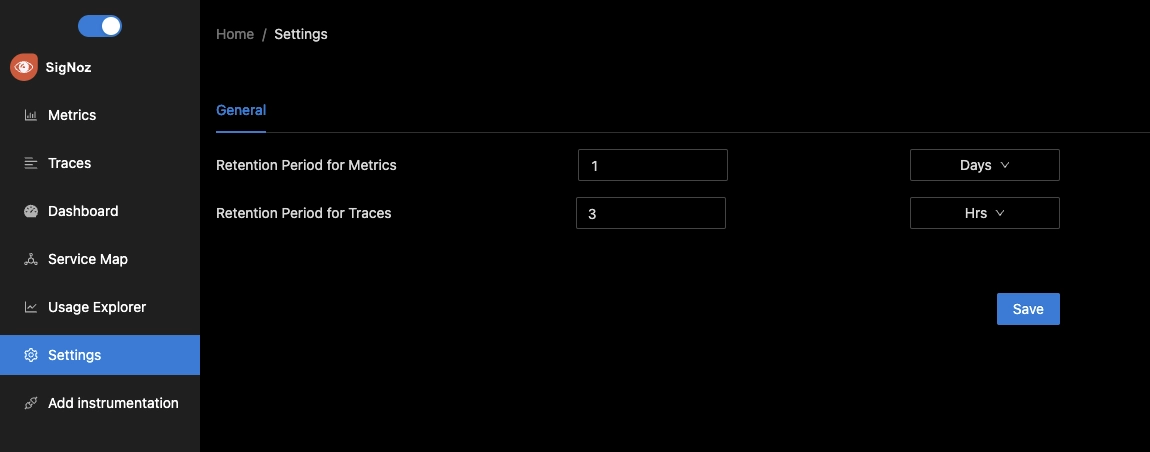 SigNoz
Metrics
Traces
Dashboard
Service Map
Usage Explorer
Settings
Add instrumentation
Home / Settings
General
Retention Period for Metrics 1 Days
Retention Period for Traces 3 Hrs
Save